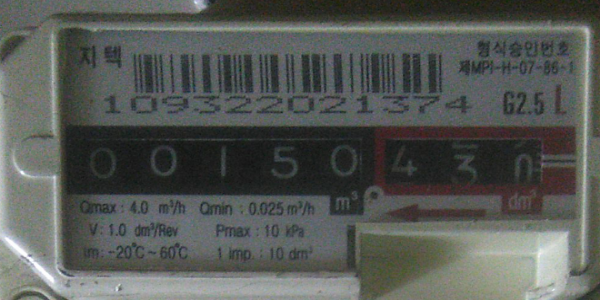 지텍
형식승인번호
제MPI-H-07-86-1
109322021374
G2.5 L
00150 430
m³ dm³
Qmax : 4.0 m³/h Qmin : 0.025 m³/h
V : 1.0 dm³/Rev Pmax : 10 kPa
tm: -20℃ ~ 60℃ 1 Imp. : 10 dm³